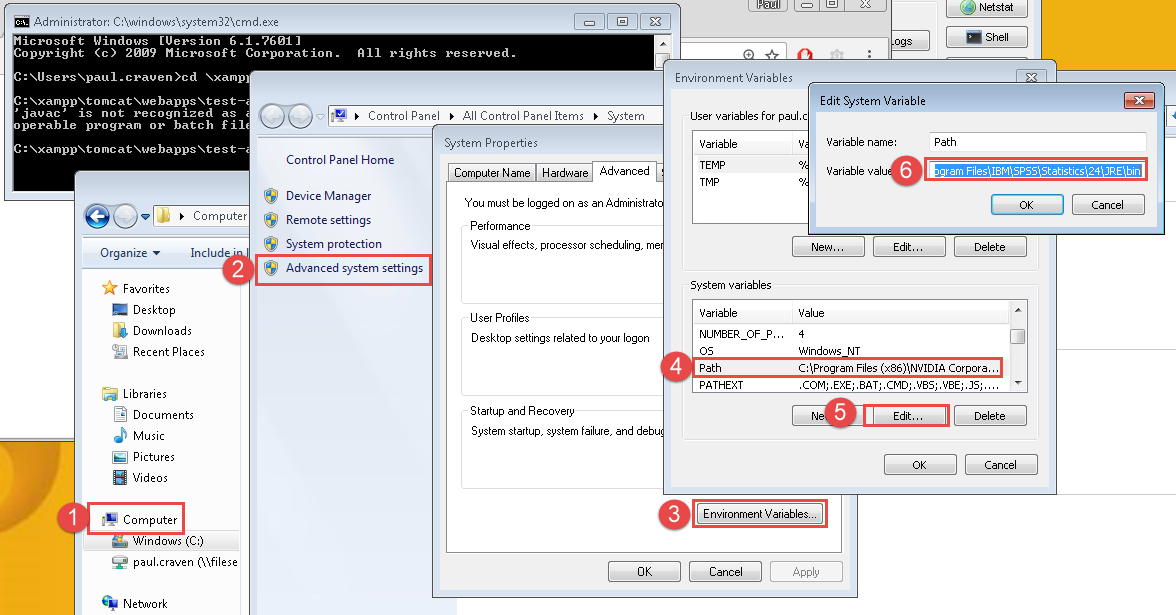 Administrator: C:\windows\system32\cmd.exe
Microsoft Windows [Version 6.1.7601]
Copyright (c) 2009 Microsoft Corporation.  All rights reserved.
C:\Users\paul.craven>cd \xampp
C:\xampp\tomcat\webapps\test-a
'javac' is not recognized as a
operable program or batch file
C:\xampp\tomcat\webapps\test-a
Paul
Netstat
Shell
ogs
Computer
Organize
Include in l
Favorites
Desktop
Downloads
Recent Places
Libraries
Documents
Music
Pictures
Videos
1
Computer
Windows (C:)
paul.craven (\\filese
Network
Control Panel
All Control Panel Items
System
Control Panel Home
Device Manager
Remote settings
System protection
2
Advanced system settings
System Properties
Computer Name
Hardware
Advanced
You must be logged on as an Administrato
Performance
Visual effects, processor scheduling, mem
User Profiles
Desktop settings related to your logon
Startup and Recovery
System startup, system failure, and debug
3
Environment Variables...
OK
Cancel
Apply
Environment Variables
User variables for paul.c
Variable
Va
TEMP
%
TMP
%
New...
Edit...
Delete
System variables
Variable
Value
NUMBER_OF_P...
4
OS
Windows_NT
4
Path
C:\Program Files (x86)\NVIDIA Corpora...
PATHEXT
.COM;.EXE;.BAT;.CMD;.VBS;.VBE;.JS;....
Ne
5
Edit...
Delete
OK
Cancel
Edit System Variable
Variable name:
Path
Variable value
6
ogram Files\IBM\SPSS\Statistics\24\JRE\bin
OK
Cancel